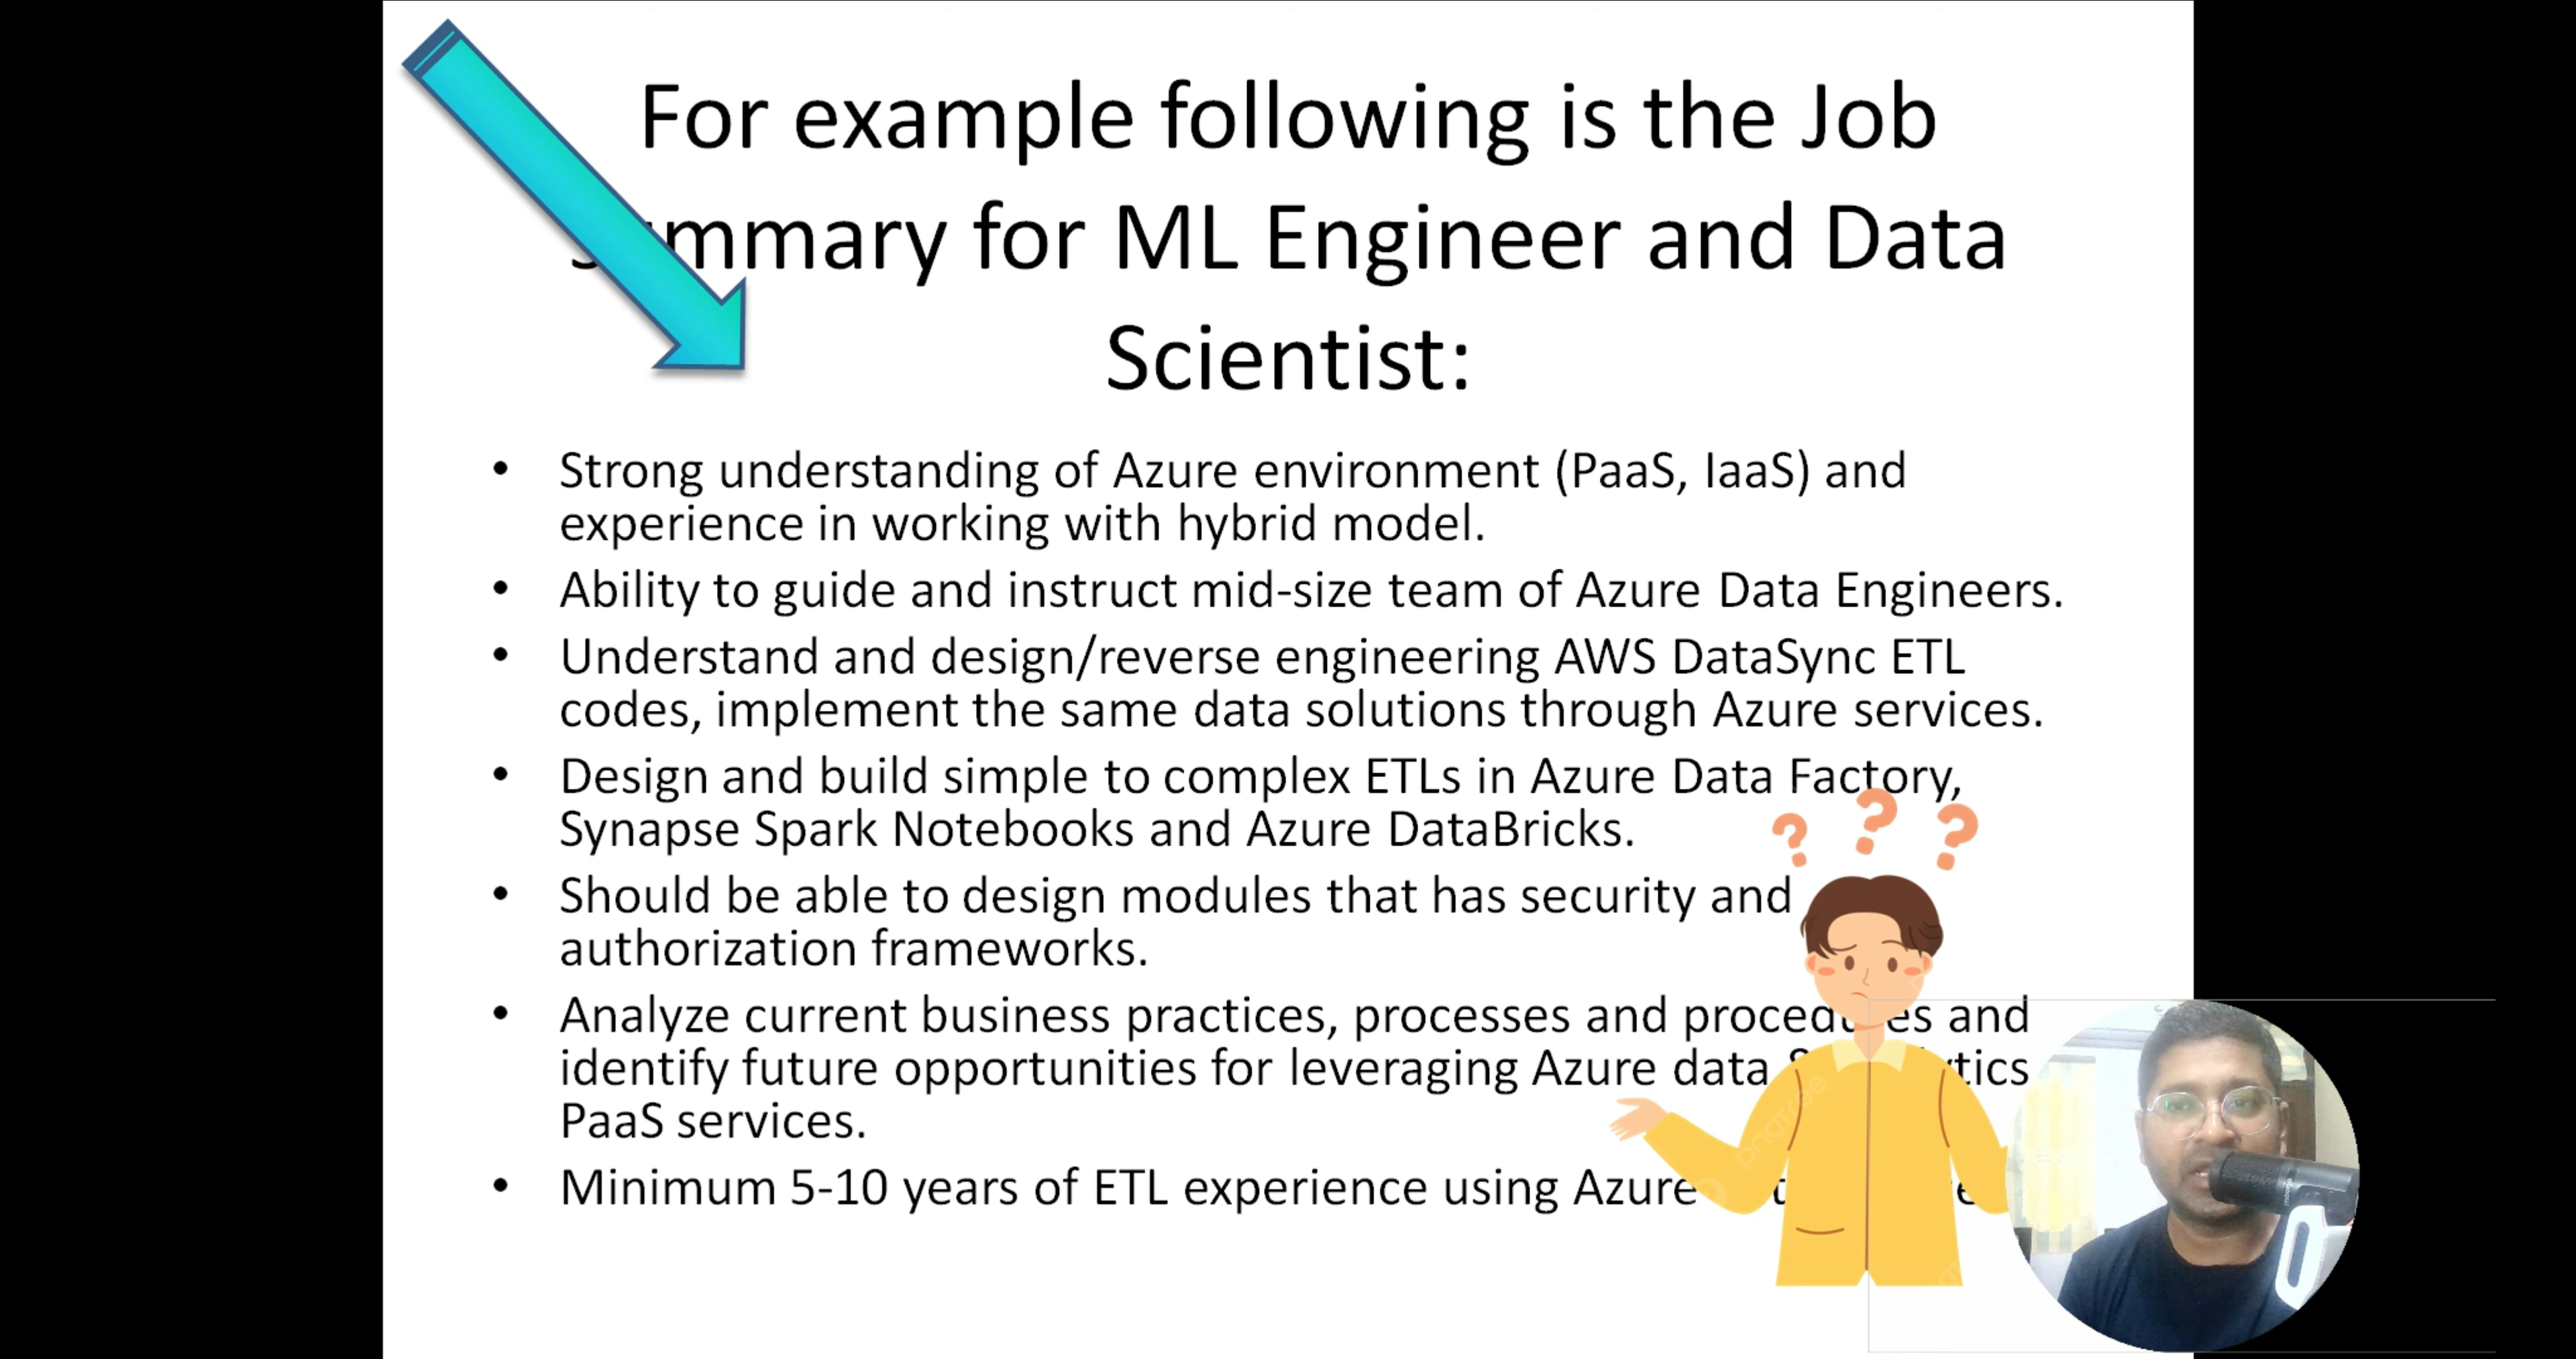 For example following is the Job
mmary for ML Engineer and Data
Scientist:
• Strong understanding of Azure environment (PaaS, IaaS) and
experience in working with hybrid model.
• Ability to guide and instruct mid-size team of Azure Data Engineers.
• Understand and design/reverse engineering AWS DataSync ETL
codes, implement the same data solutions through Azure services.
• Design and build simple to complex ETLs in Azure Data Factory,
Synapse Spark Notebooks and Azure DataBricks.
• Should be able to design modules that has security and
authorization frameworks.
• Analyze current business practices, processes and procedures and
identify future opportunities for leveraging Azure data
PaaS services.
• Minimum 5-10 years of ETL experience using Azure
? ? ?
pngtree